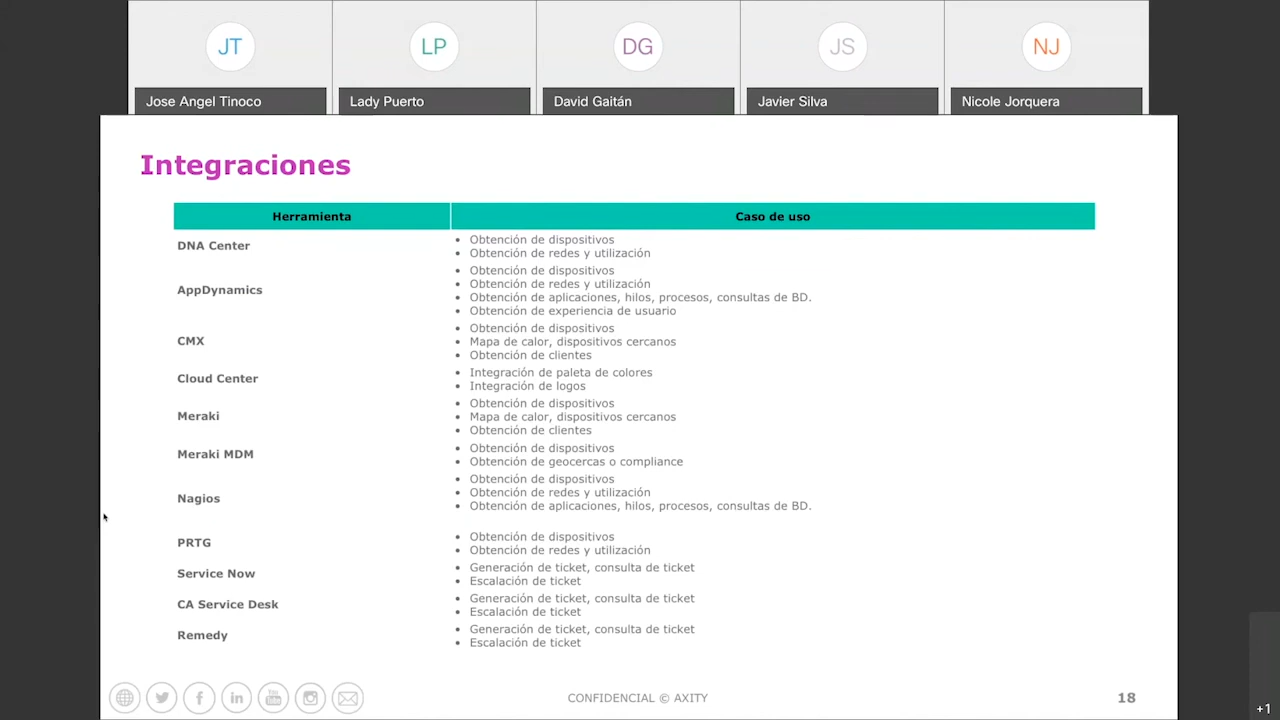 JT
LP
DG
JS
NJ
Jose Angel Tinoco
Lady Puerto
David Gaitán
Javier Silva
Nicole Jorquera
Integraciones
Herramienta
Caso de uso
DNA Center
• Obtención de dispositivos
• Obtención de redes y utilización
AppDynamics
• Obtención de dispositivos
• Obtención de redes y utilización
• Obtención de aplicaciones, hilos, procesos, consultas de BD.
• Obtención de experiencia de usuario
CMX
• Obtención de dispositivos
• Mapa de calor, dispositivos cercanos
• Obtención de clientes
Cloud Center
• Integración de paleta de colores
• Integración de logos
Meraki
• Obtención de dispositivos
• Mapa de calor, dispositivos cercanos
• Obtención de clientes
Meraki MDM
• Obtención de dispositivos
• Obtención de geocercas o compliance
Nagios
• Obtención de dispositivos
• Obtención de redes y utilización
• Obtención de aplicaciones, hilos, procesos, consultas de BD.
PRTG
• Obtención de dispositivos
• Obtención de redes y utilización
Service Now
• Generación de ticket, consulta de ticket
• Escalación de ticket
CA Service Desk
• Generación de ticket, consulta de ticket
• Escalación de ticket
Remedy
• Generación de ticket, consulta de ticket
• Escalación de ticket
in
You
Tube
CONFIDENCIAL © AXITY
18
+1